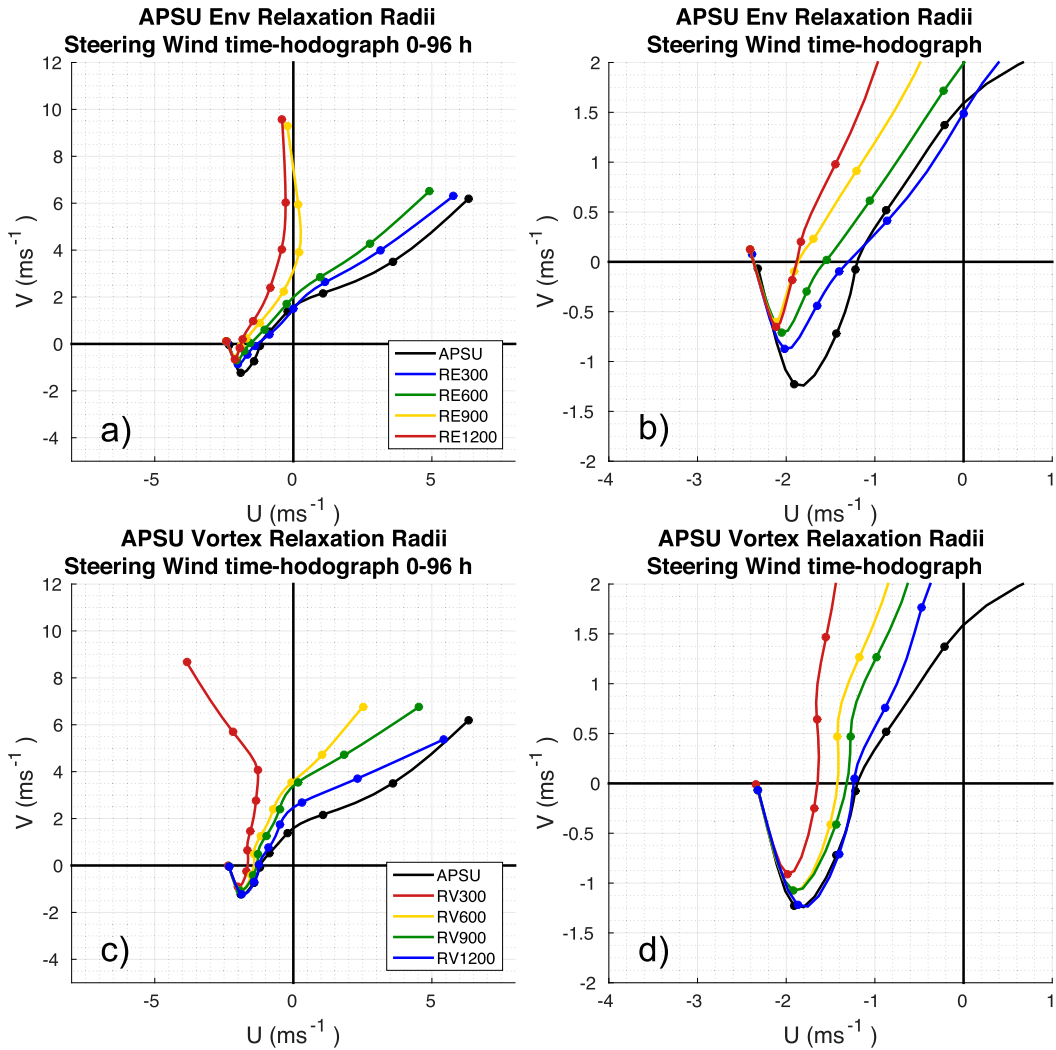 APSU Env Relaxation Radii
Steering Wind time-hodograph 0-96 h
12
10
8
6
4
2
0
-2
-4
V (ms-1 )
-5
0
5
U (ms-1 )
a)
APSU
RE300
RE600
RE900
RE1200
APSU Env Relaxation Radii
Steering Wind time-hodograph
2
1.5
1
0.5
0
-0.5
-1
-1.5
-2
V (ms-1 )
-4
-3
-2
-1
0
1
U (ms-1 )
b)
APSU Vortex Relaxation Radii
Steering Wind time-hodograph 0-96 h
12
10
8
6
4
2
0
-2
-4
V (ms-1 )
-5
0
5
U (ms-1 )
c)
APSU
RV300
RV600
RV900
RV1200
APSU Vortex Relaxation Radii
Steering Wind time-hodograph
2
1.5
1
0.5
0
-0.5
-1
-1.5
-2
V (ms-1 )
-4
-3
-2
-1
0
1
U (ms-1 )
d)